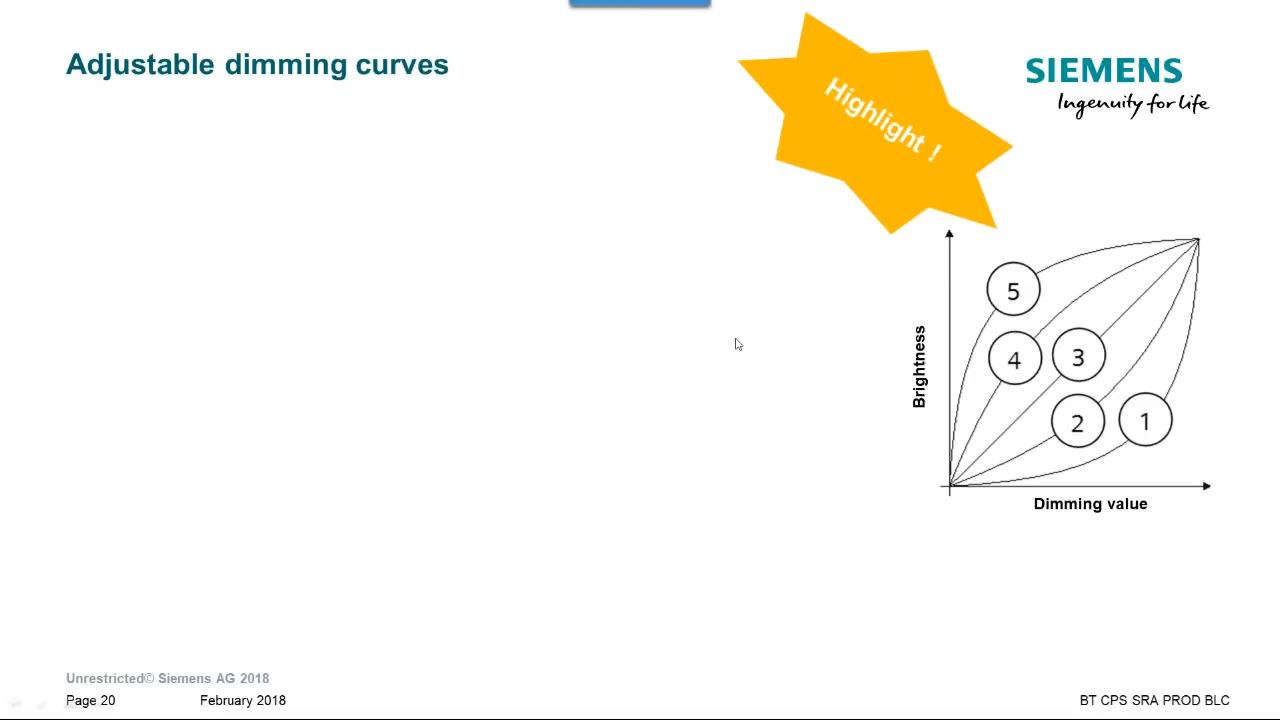 Adjustable dimming curves
Highlight !
SIEMENS
Ingenuity for life
5
4
3
2
1
Brightness
Dimming value
Unrestricted© Siemens AG 2018
Page 20
February 2018
BT CPS SRA PROD BLC